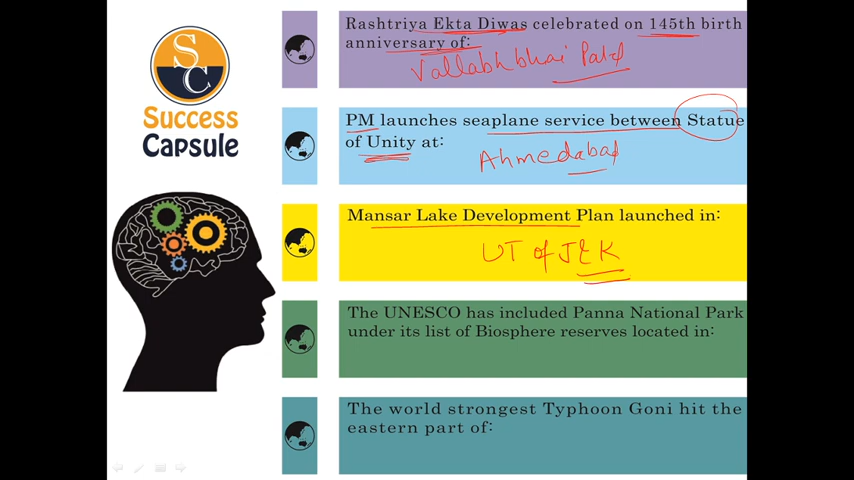 S
C
Success
Capsule
Rashtriya Ekta Diwas celebrated on 145th birth
anniversary of:
Vallabhbhai Patel
PM launches seaplane service between Statue
of Unity at:
Ahmedabad
Mansar Lake Development Plan launched in:
UT of J & K
The UNESCO has included Panna National Park
under its list of Biosphere reserves located in:
The world strongest Typhoon Goni hit the
eastern part of: